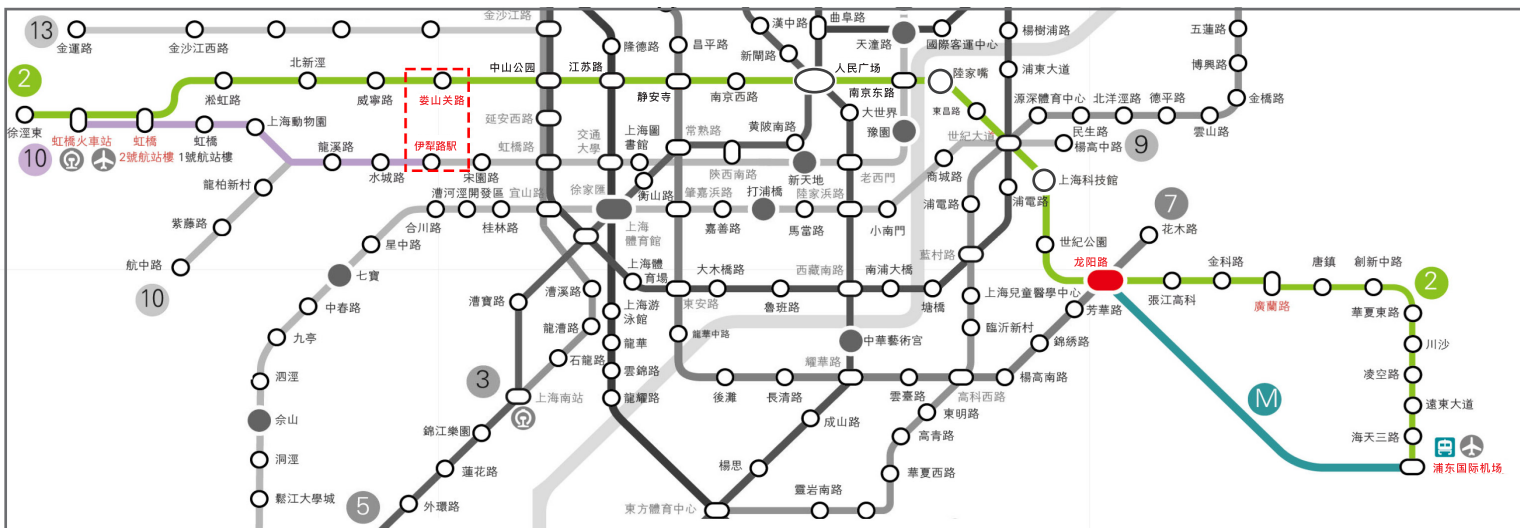 金沙江路
13
金運路
金沙江西路
隆德路
昌平路
漢中路
新閘路
曲阜路
天潼路
國際客運中心
楊樹浦路
五蓮路
2
北新涇
淞虹路
威寧路
娄山关路
中山公园
江苏路
静安寺
南京西路
人民广场
南京东路
陸家嘴
浦東大道
博興路
金橋路
徐涇東
虹橋火車站
虹橋
2號航站樓
虹橋
1號航站樓
上海動物園
延安西路
大世界
東昌路
源深體育中心
北洋涇路
德平路
民生路
雲山路
10
龍溪路
水城路
伊犁路駅
宋園路
虹橋路
交通
大學
上海圖
書館
常熟路
陝西南路
黄陂南路
新天地
豫園
老西門
世紀大道
楊高中路
9
商城路
上海科技館
龍柏新村
紫藤路
航中路
10
漕河涇開發區
宜山路
徐家匯
衡山路
肇嘉浜路
打浦橋
陸家浜路
合川路
桂林路
上海
體育館
嘉善路
馬當路
小南門
浦電路
浦電路
星中路
七寶
中春路
九亭
泗涇
佘山
洞涇
鬆江大學城
上海體
育場
大木橋路
西藏南路
南浦大橋
藍村路
世紀公園
7
花木路
龙阳路
漕寶路
漕溪路
東安路
魯班路
塘橋
上海兒童醫學中心
芳華路
張江高科
金科路
廣蘭路
唐鎮
創新中路
2
上海游
泳館
龍漕路
龍華中路
中華藝術宮
臨沂新村
錦綉路
華夏東路
龍華
石龍路
雲錦路
耀華路
川沙
3
上海南站
龍耀路
後灘
長清路
雲臺路
高科西路
楊高南路
凌空路
M
遠東大道
錦江樂園
成山路
東明路
高青路
海天三路
蓮花路
楊思
華夏西路
浦东国际机场
5
外環路
東方體育中心
靈岩南路